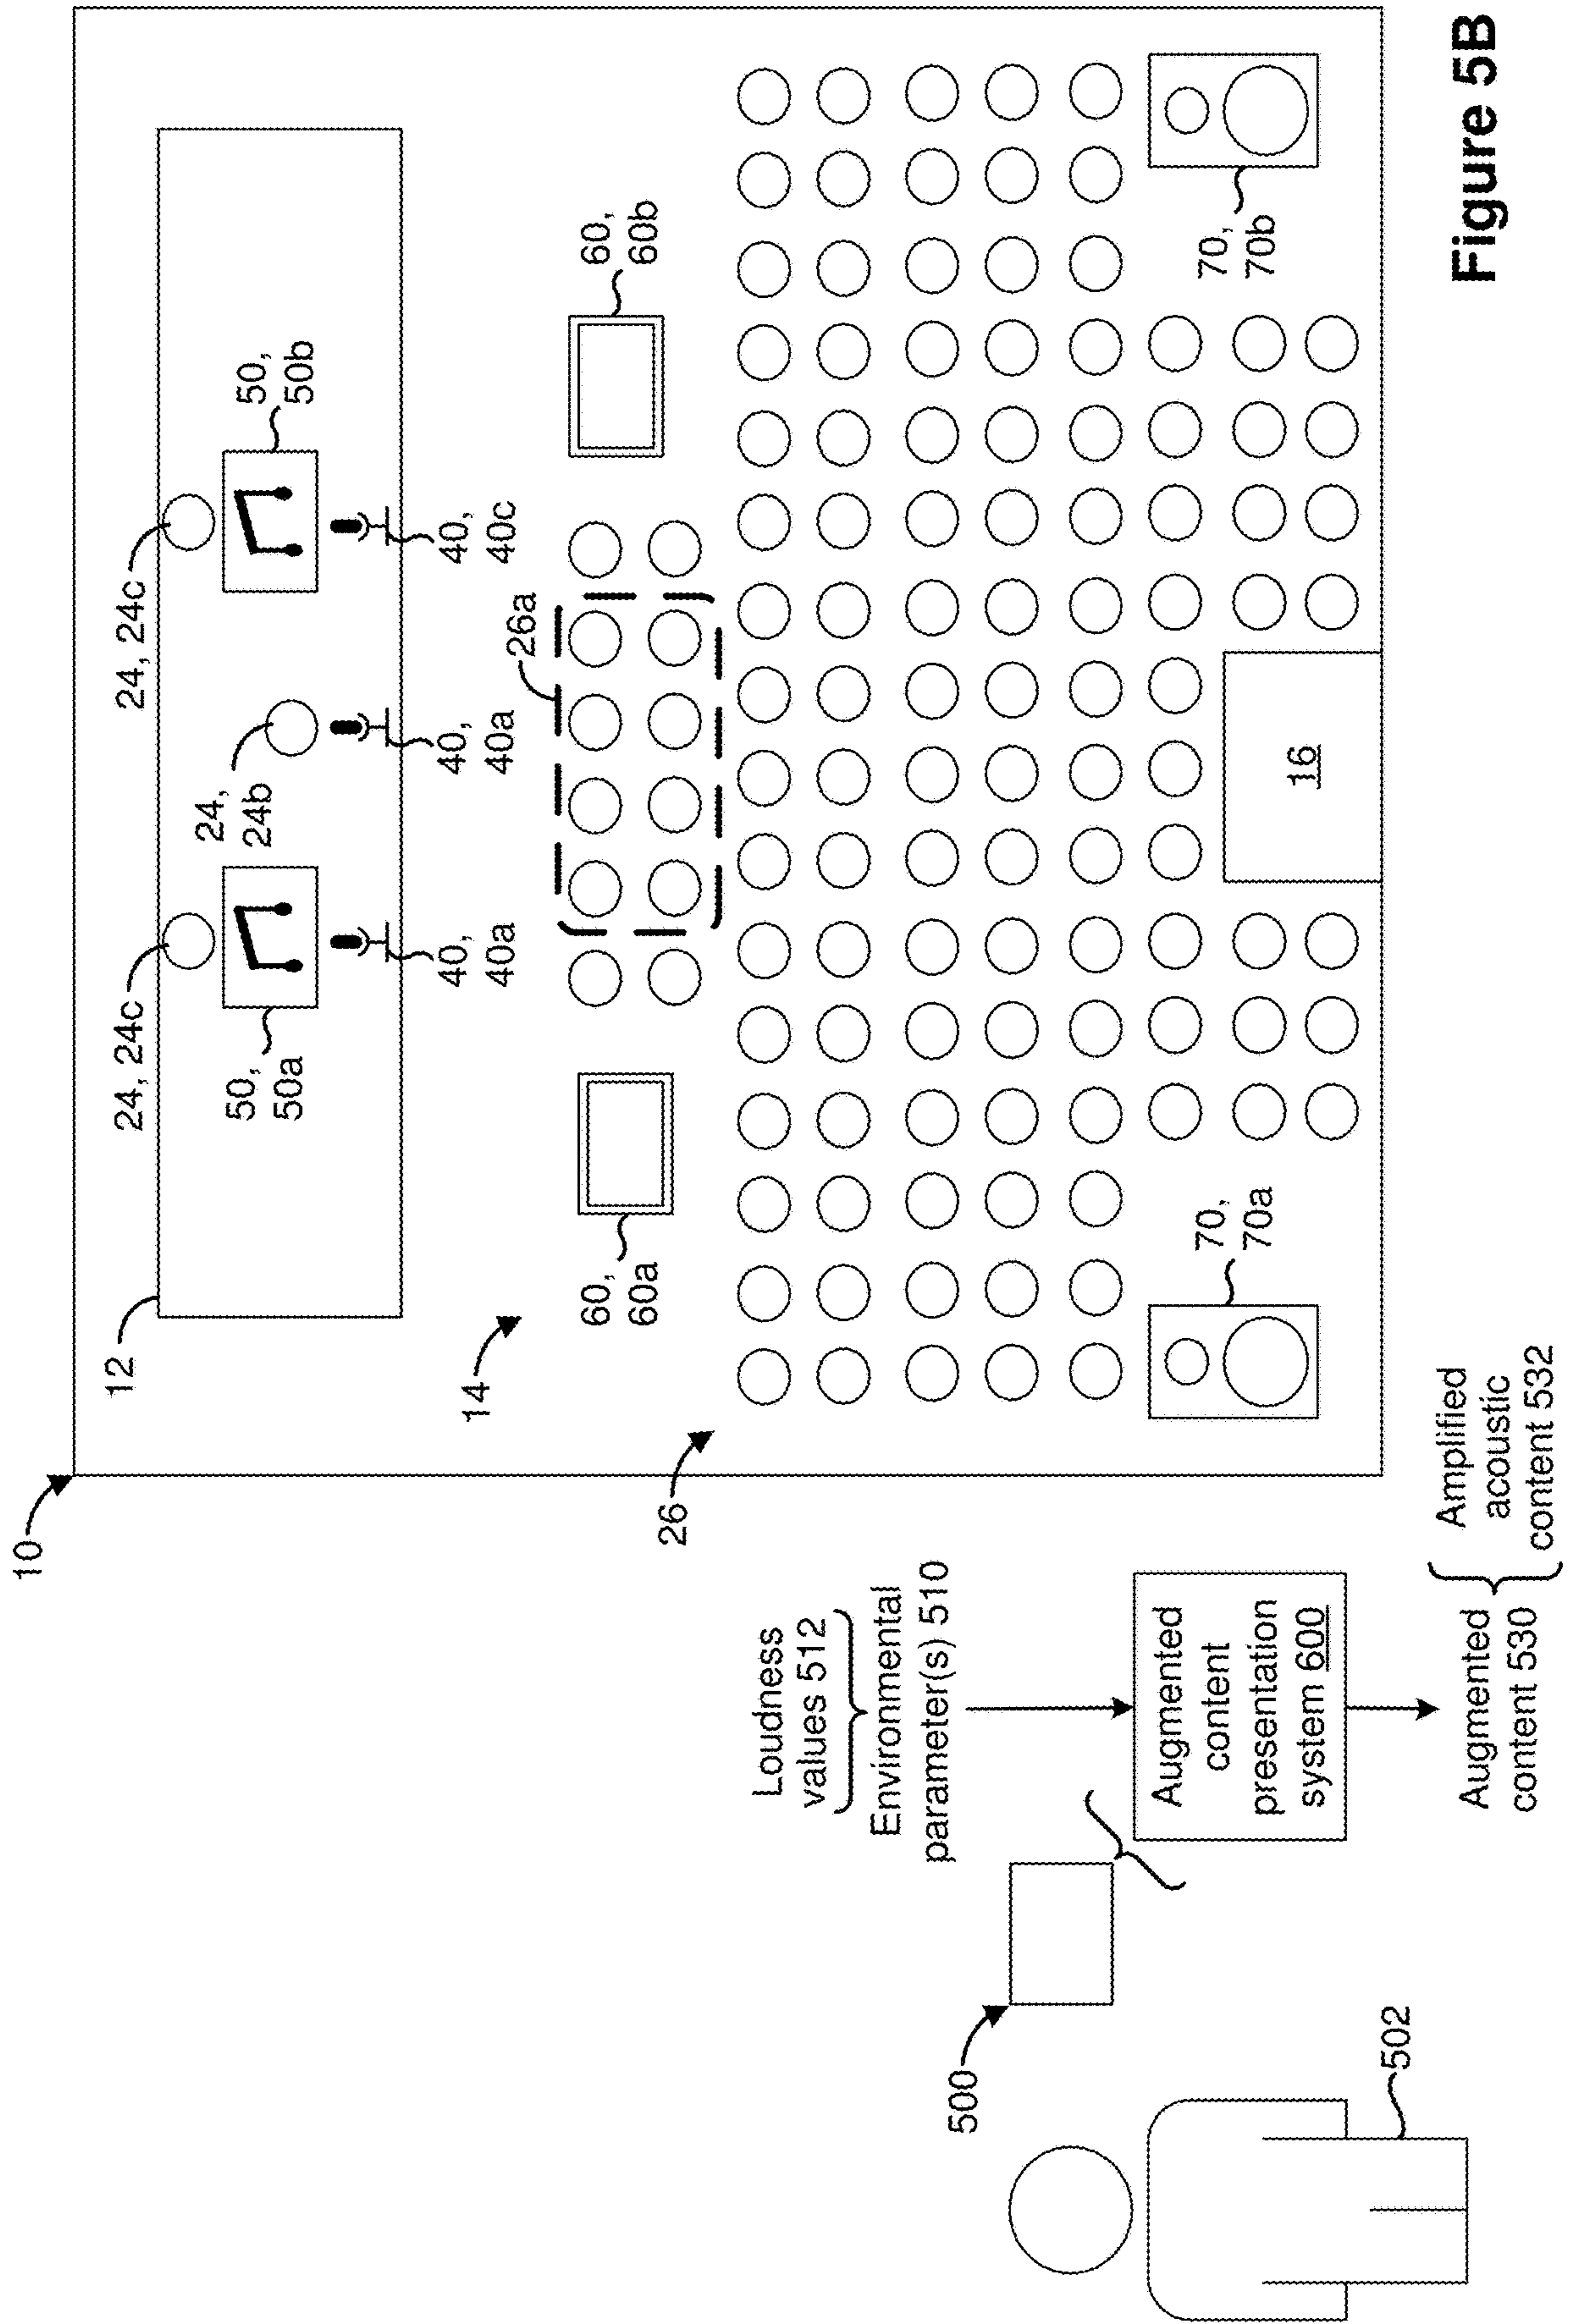 10
12
24, 24c
24,
24b
24, 24c
50,
50a
50,
50b
40,
40a
40,
40a
40,
40c
14
26a
60,
60a
60,
60b
26
70,
70a
16
70,
70b
Loudness
values 512
Environmental
parameter(s) 510
500
Augmented
content
presentation
system 600
502
Augmented
content 530
Amplified
acoustic
content 532
Figure 5B